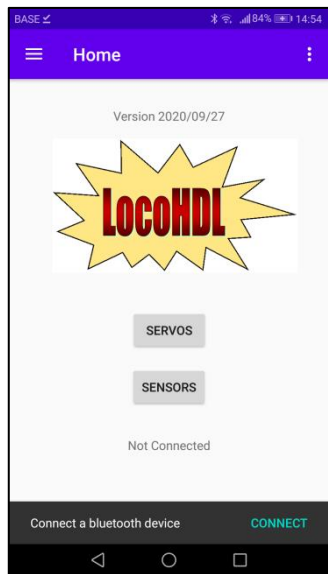 BASE 84% 14:54
Home
Version 2020/09/27
LOCOHDL
SERVOS
SENSORS
Not Connected
Connect a bluetooth device CONNECT